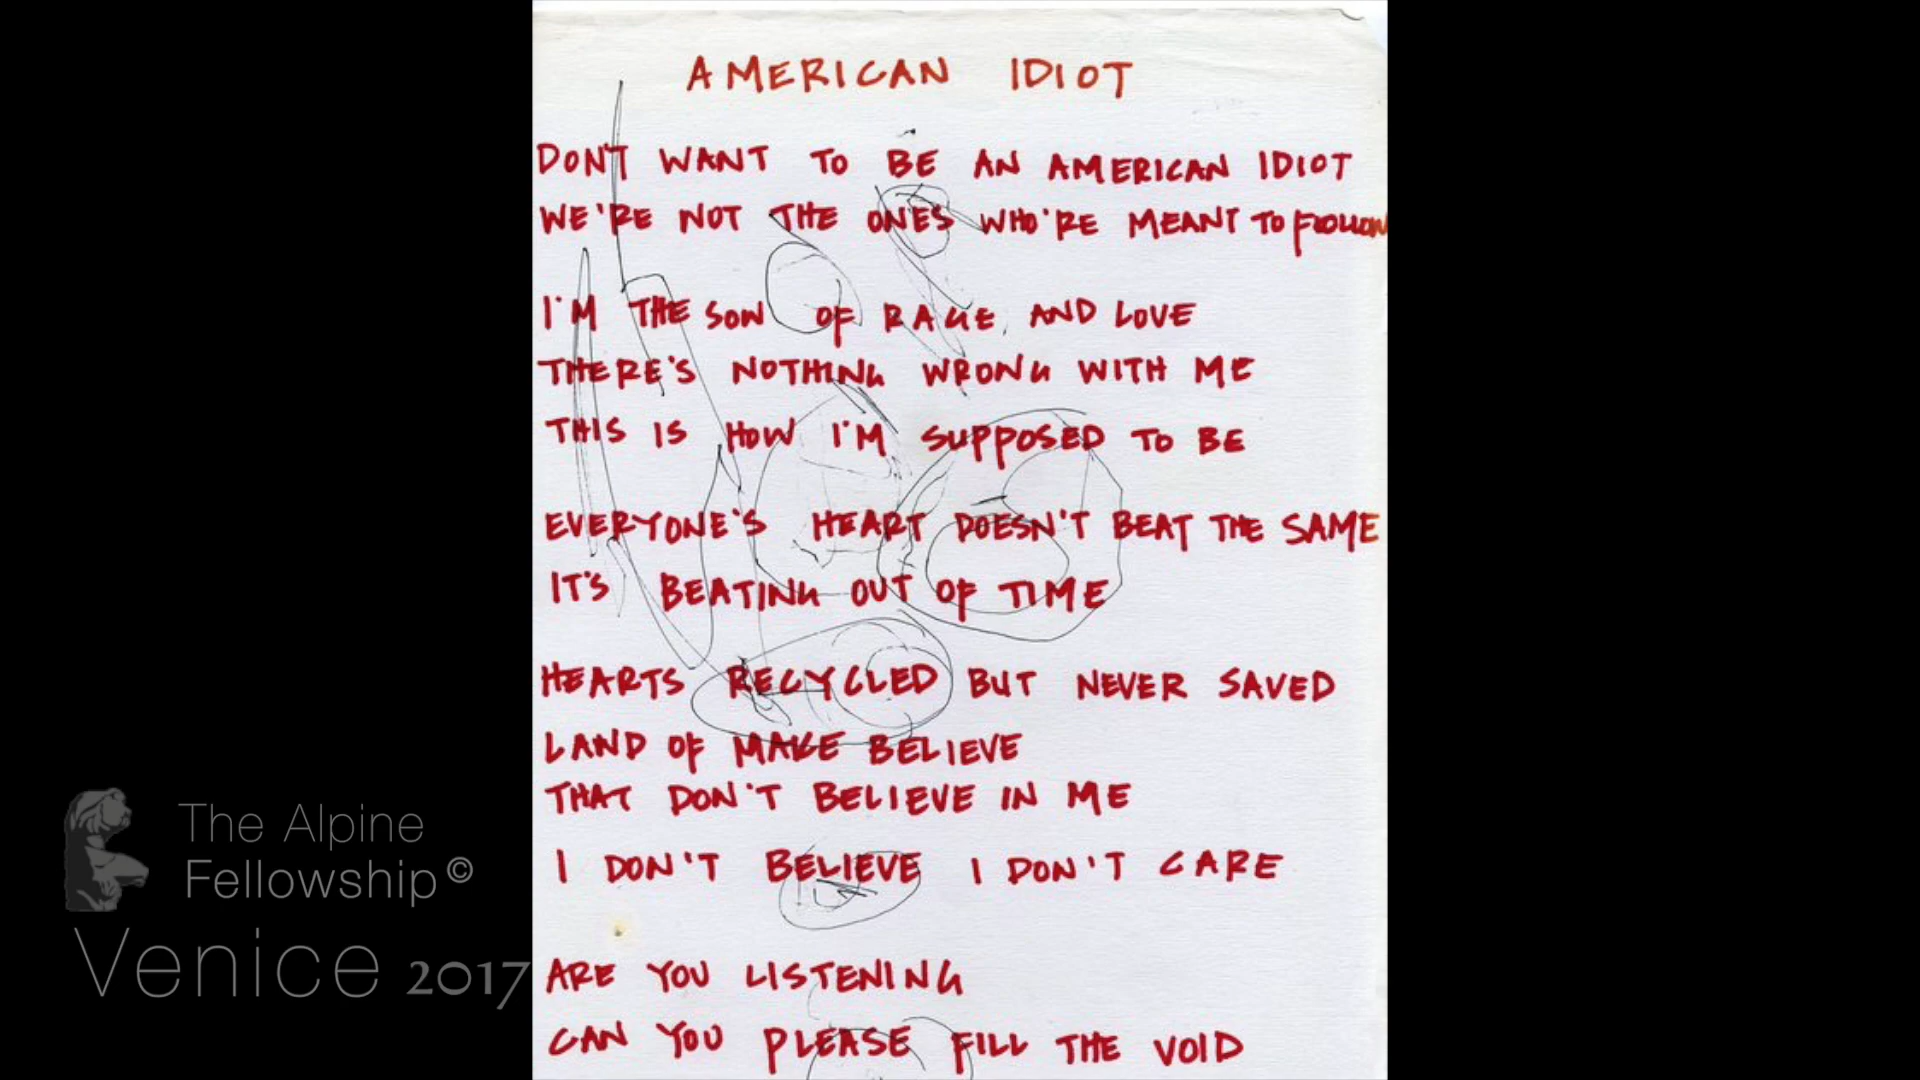 AMERICAN IDIOT
DON'T WANT TO BE AN AMERICAN IDIOT
WE'RE NOT THE ONES WHO'RE MEANT TO FOLLOW
I'M THE SON OF RAGE AND LOVE
THERE'S NOTHING WRONG WITH ME
THIS IS HOW I'M SUPPOSED TO BE
EVERYONE'S HEART DOESN'T BEAT THE SAME
IT'S BEATING OUT OF TIME
HEARTS RECYCLED BUT NEVER SAVED
LAND OF MAKE BELIEVE
THAT DON'T BELIEVE IN ME
I DON'T BELIEVE I DON'T CARE
ARE YOU LISTENING
CAN YOU PLEASE FILL THE VOID
The Alpine
Fellowship©
Venice 2017